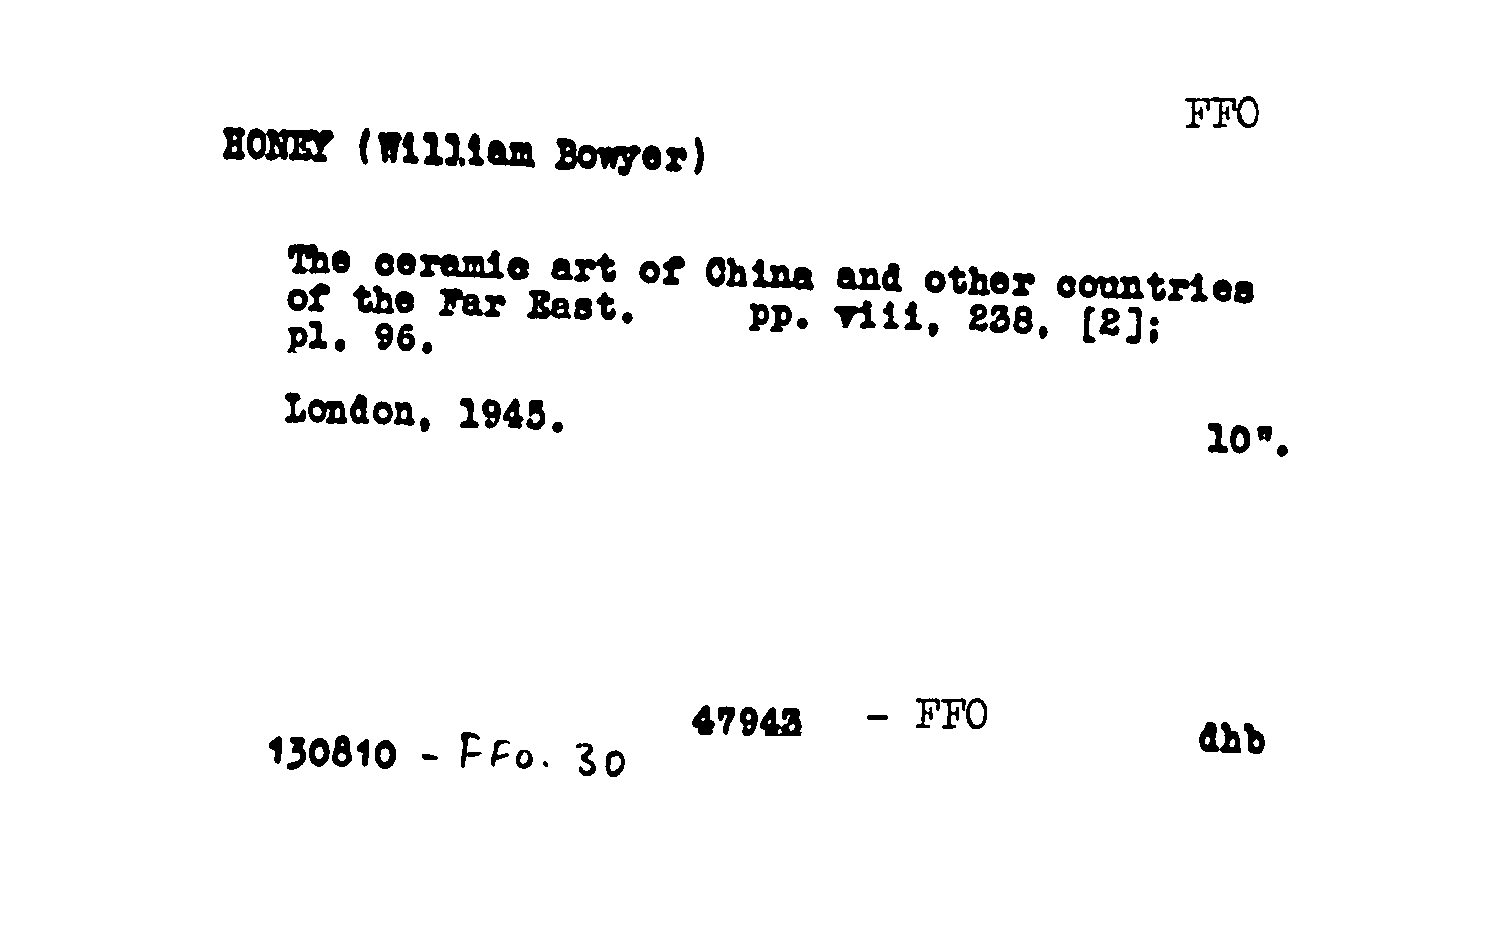 FFO
HONEY (William Bowyer)
The ceramic art of China and other countries
of the Far East. pp. viii, 238, [2];
pl. 96.
London, 1945.
10".
47943 - FFO
dhb
130810 - FFO. 30